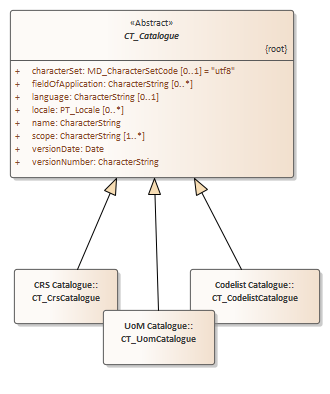 «Abstract»
CT_Catalogue
{root}
+ characterSet: MD_CharacterSetCode [0..1] = "utf8"
+ fieldOfApplication: CharacterString [0..*]
+ language: CharacterString [0..1]
+ locale: PT_Locale [0..*]
+ name: CharacterString
+ scope: CharacterString [1..*]
+ versionDate: Date
+ versionNumber: CharacterString
CRS Catalogue::
CT_CrsCatalogue
Codelist Catalogue::
CT_CodelistCatalogue
UoM Catalogue::
CT_UomCatalogue